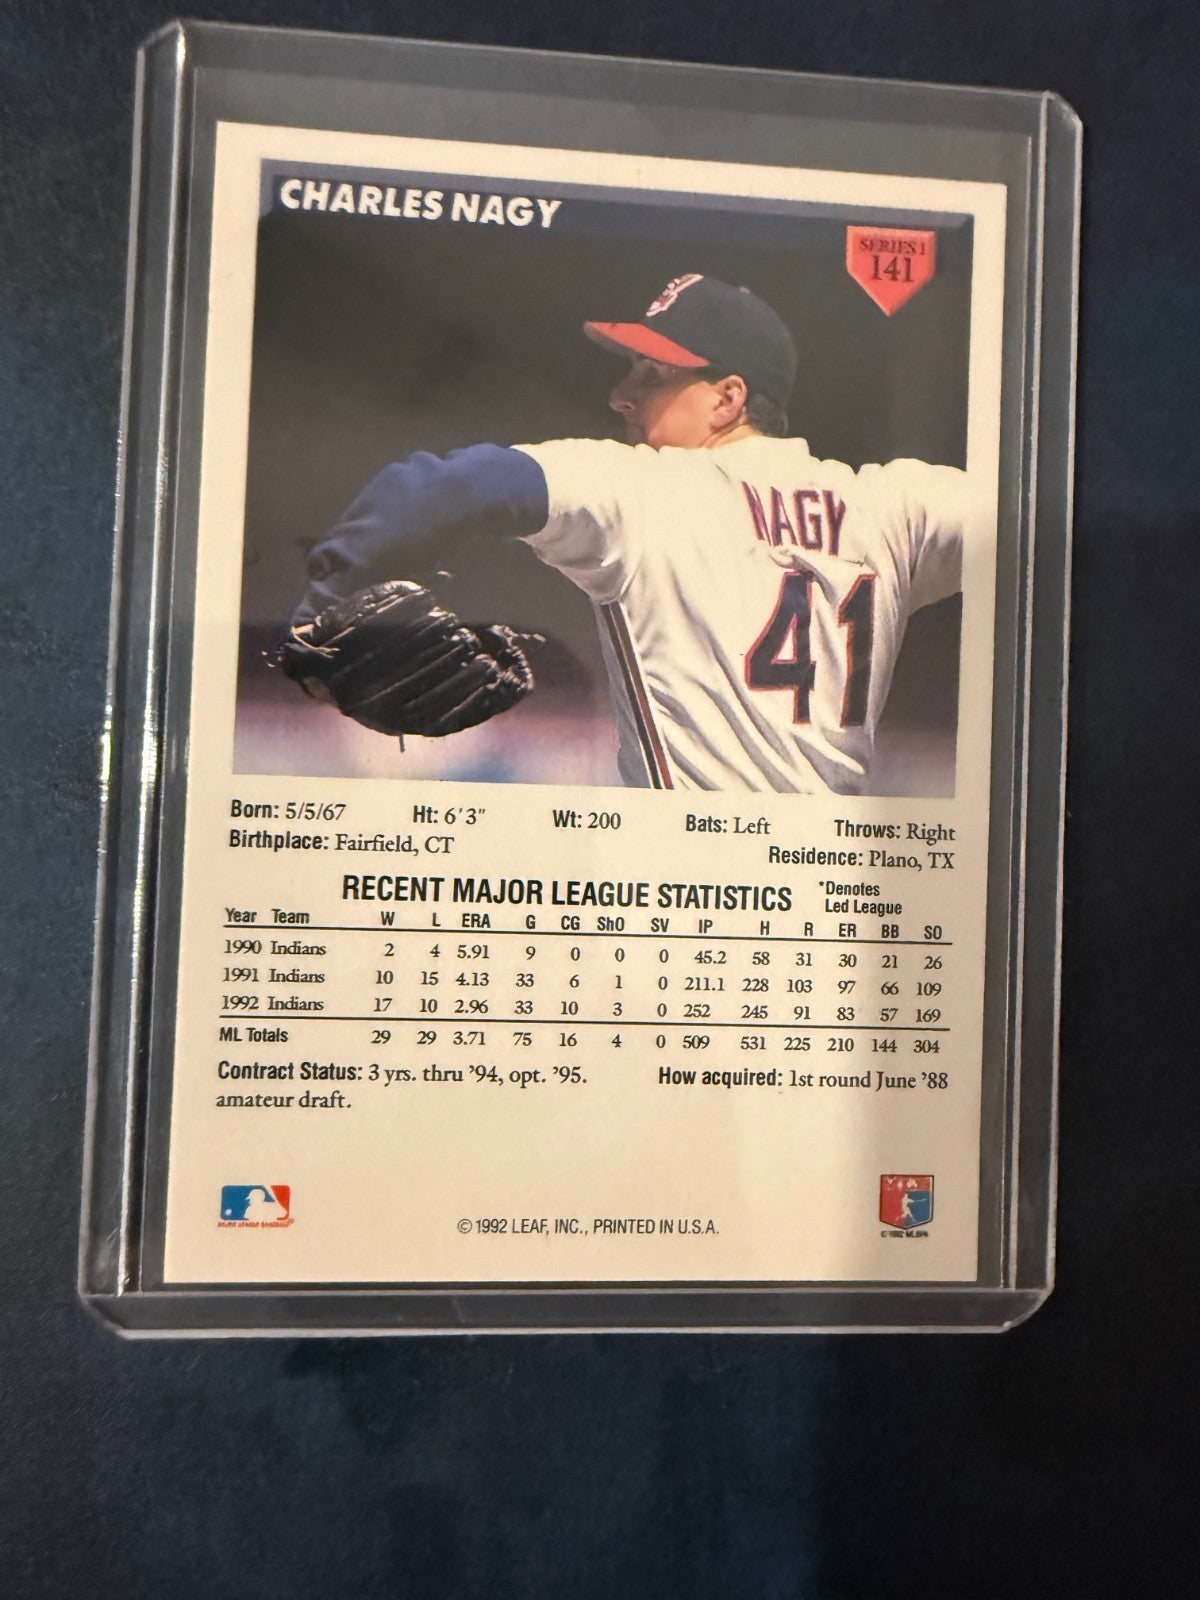 CHARLES NAGY
SERIES 1
141
NAGY
41
Born: 5/5/67 Ht: 6'3" Wt: 200 Bats: Left Throws: Right
Birthplace: Fairfield, CT Residence: Plano, TX
RECENT MAJOR LEAGUE STATISTICS *Denotes
Led League
Year Team W L ERA G CG ShO SV IP H R ER BB SO
1990 Indians 2 4 5.91 9 0 0 0 45.2 58 31 30 21 26
1991 Indians 10 15 4.13 33 6 1 0 211.1 228 103 97 66 109
1992 Indians 17 10 2.96 33 10 3 0 252 245 91 83 57 169
ML Totals 29 29 3.71 75 16 4 0 509 531 225 210 144 304
Contract Status: 3 yrs. thru '94, opt. '95. How acquired: 1st round June '88
amateur draft.
MAJOR LEAGUE BASEBALL
© 1992 LEAF, INC., PRINTED IN U.S.A.
© 1992 MLBPA